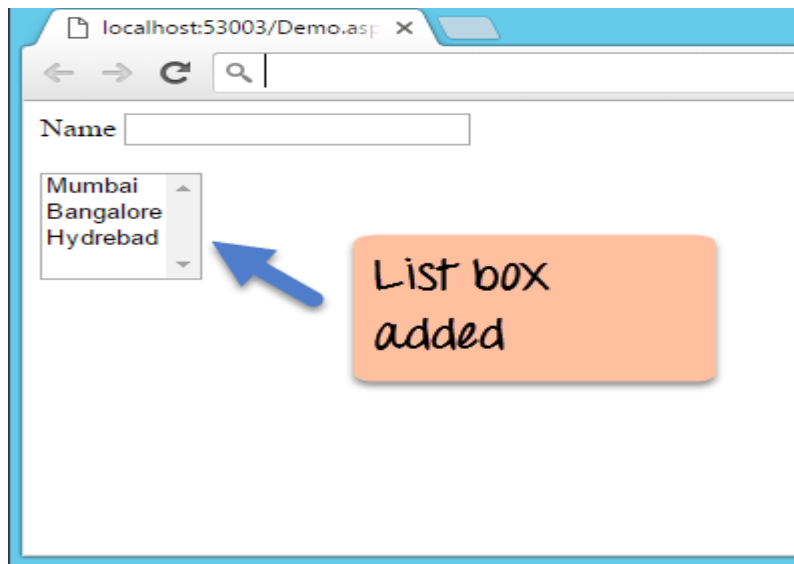 localhost:53003/Demo.asp
Name
Mumbai
Bangalore
Hydrebad
List box
added